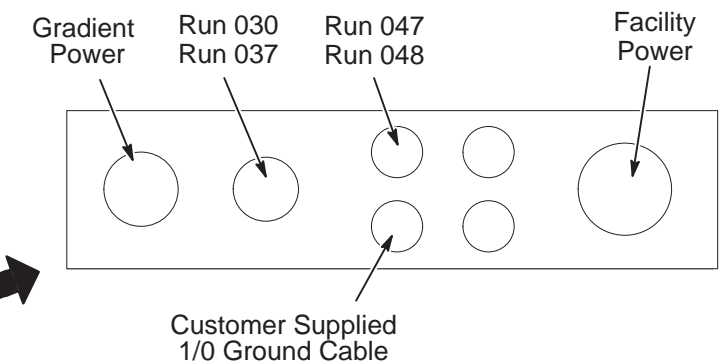 Gradient
Power
Run 030
Run 037
Run 047
Run 048
Facility
Power
Customer Supplied
1/0 Ground Cable